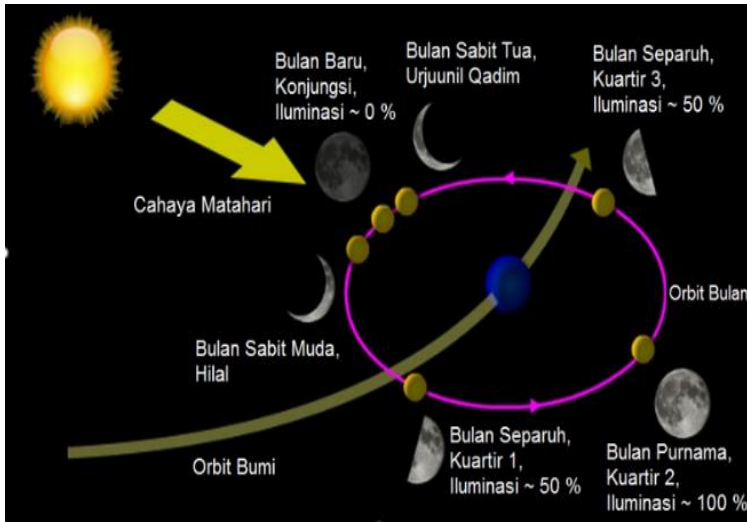 Bulan Baru,
Konjungsi,
Iluminasi ~ 0 %
Bulan Sabit Tua,
Urjuunil Qadim
Bulan Separuh,
Kuartir 3,
Iluminasi ~ 50 %
Cahaya Matahari
Orbit Bulan
Bulan Sabit Muda,
Hilal
Orbit Bumi
Bulan Separuh,
Kuartir 1,
Iluminasi ~ 50 %
Bulan Purnama,
Kuartir 2,
Iluminasi ~ 100 %